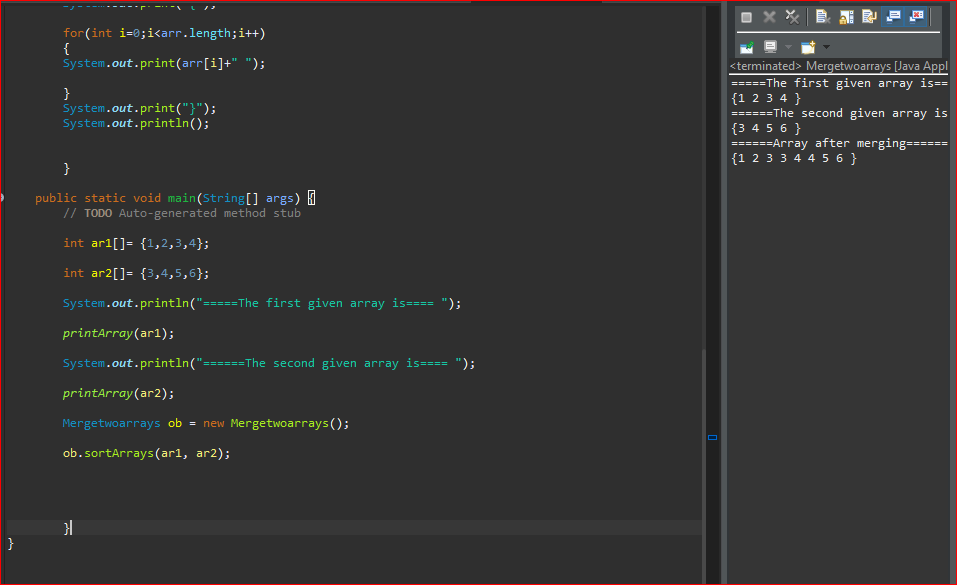 System.out.print("{");
for(int i=0;i<arr.length;i++)
{
System.out.print(arr[i]+" ");
}
System.out.print("}");
System.out.println();
}
public static void main(String[] args) {
// TODO Auto-generated method stub
int ar1[]= {1,2,3,4};
int ar2[]= {3,4,5,6};
System.out.println("=====The first given array is==== ");
printArray(ar1);
System.out.println("======The second given array is==== ");
printArray(ar2);
Mergetwoarrays ob = new Mergetwoarrays();
ob.sortArrays(ar1, ar2);
}
}
<terminated> Mergetwoarrays [Java Appl
=====The first given array is==
{1 2 3 4 }
======The second given array is
{3 4 5 6 }
======Array after merging======
{1 2 3 3 4 4 5 6 }